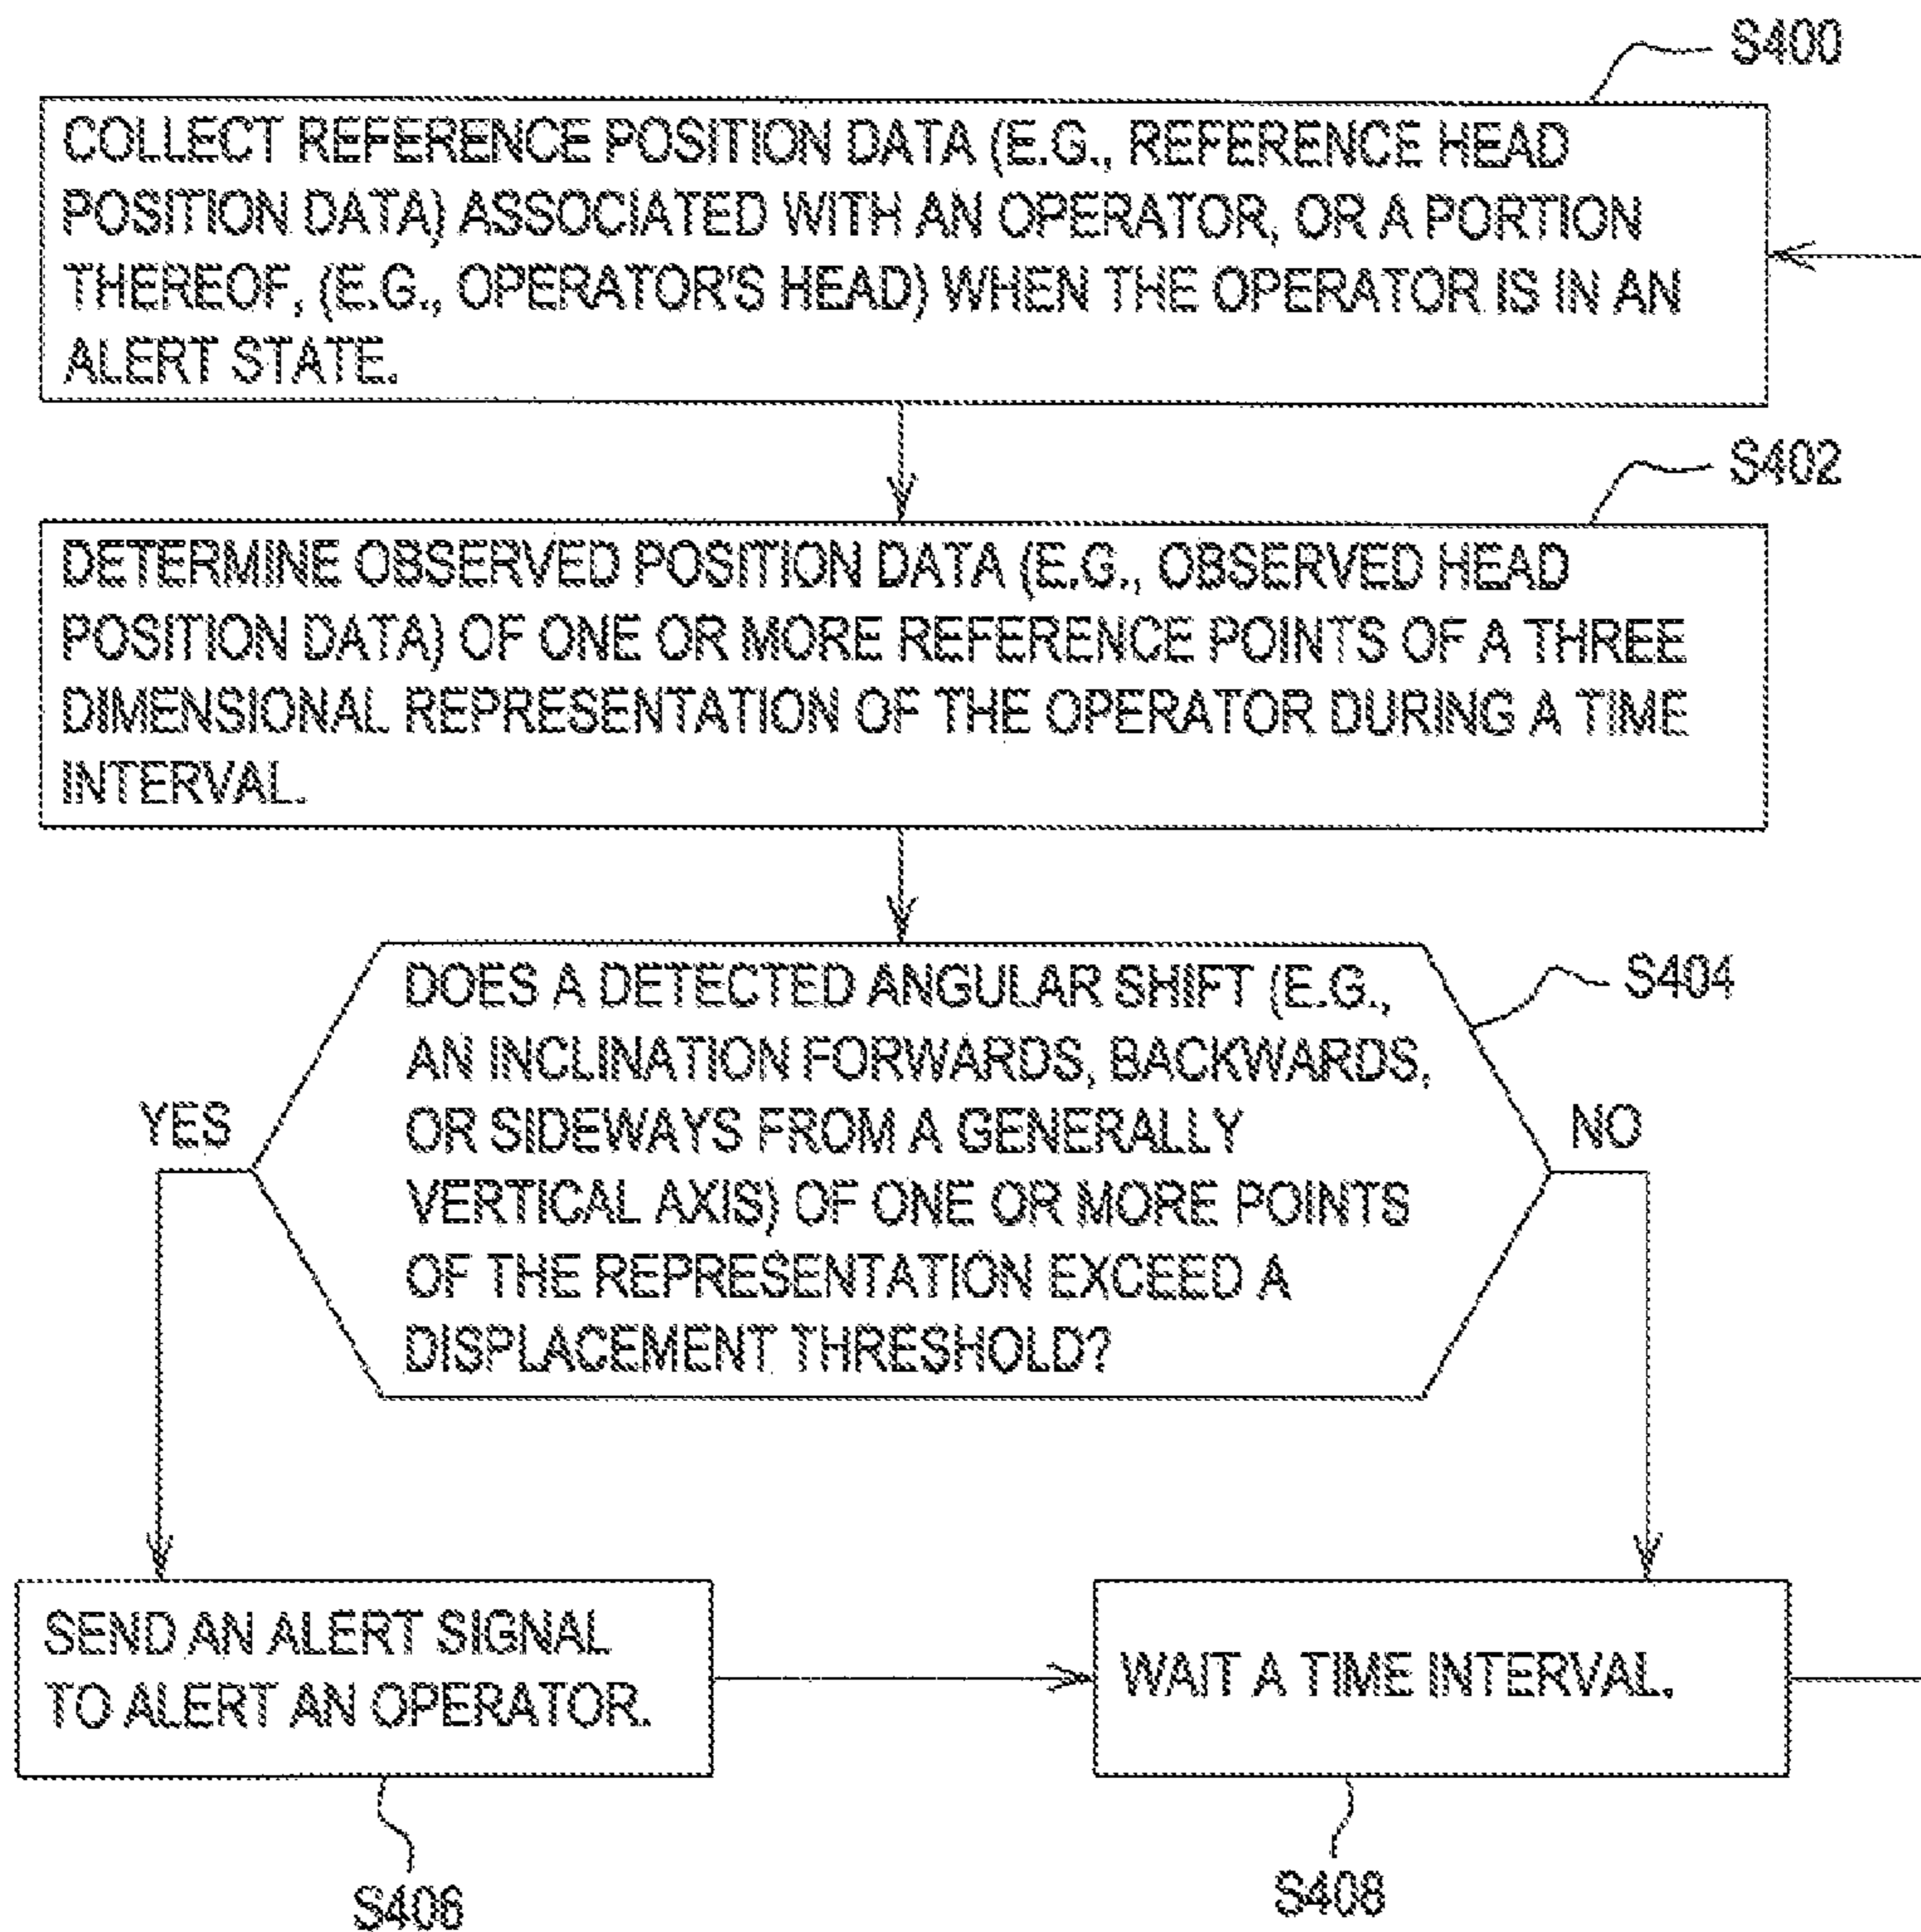 S400
COLLECT REFERENCE POSITION DATA (E.G., REFERENCE HEAD
POSITION DATA) ASSOCIATED WITH AN OPERATOR, OR A PORTION
THEREOF, (E.G., OPERATOR'S HEAD) WHEN THE OPERATOR IS IN AN
ALERT STATE.
S402
DETERMINE OBSERVED POSITION DATA (E.G., OBSERVED HEAD
POSITION DATA) OF ONE OR MORE REFERENCE POINTS OF A THREE
DIMENSIONAL REPRESENTATION OF THE OPERATOR DURING A TIME
INTERVAL.
S404
DOES A DETECTED ANGULAR SHIFT (E.G.,
AN INCLINATION FORWARDS, BACKWARDS,
OR SIDEWAYS FROM A GENERALLY
VERTICAL AXIS) OF ONE OR MORE POINTS
OF THE REPRESENTATION EXCEED A
DISPLACEMENT THRESHOLD?
YES
NO
SEND AN ALERT SIGNAL
TO ALERT AN OPERATOR.
WAIT A TIME INTERVAL.
S406
S408